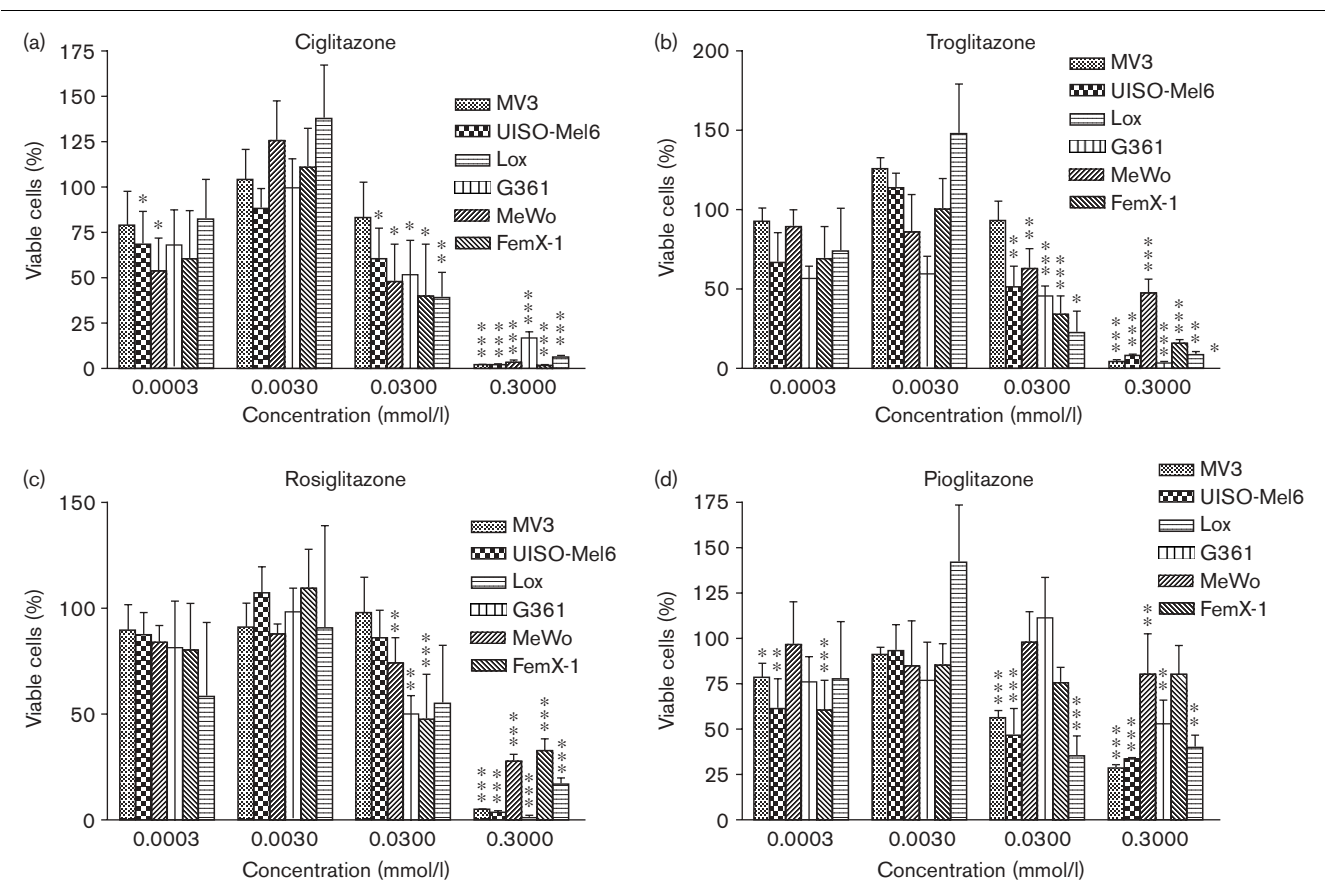 (a)
Ciglitazone
175
150
125
100
75
50
25
0
Viable cells (%)
MV3
UISO-Mel6
Lox
G361
MeWo
FemX-1
*
*
*
*
*
*
**
***
***
***
***
***
***
0.0003
0.0030
0.0300
0.3000
Concentration (mmol/l)
(b)
Troglitazone
200
150
100
50
0
Viable cells (%)
MV3
UISO-Mel6
Lox
G361
MeWo
FemX-1
**
**
***
***
*
***
***
***
***
***
**
*
0.0003
0.0030
0.0300
0.3000
Concentration (mmol/l)
(c)
Rosiglitazone
150
100
50
0
Viable cells (%)
MV3
UISO-Mel6
Lox
G361
MeWo
FemX-1
**
**
***
***
***
***
***
***
***
0.0003
0.0030
0.0300
0.3000
Concentration (mmol/l)
(d)
Pioglitazone
175
150
125
100
75
50
25
0
Viable cells (%)
MV3
UISO-Mel6
Lox
G361
MeWo
FemX-1
**
**
***
***
***
***
***
***
**
**
**
0.0003
0.0030
0.0300
0.3000
Concentration (mmol/l)